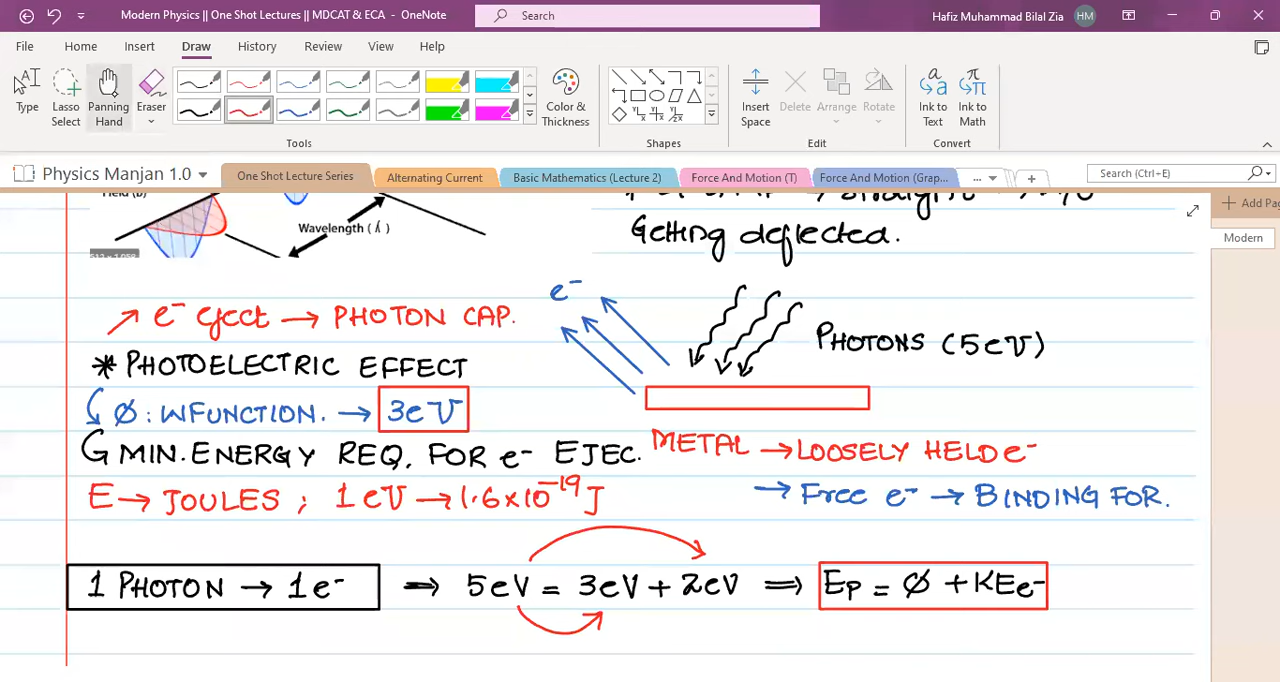 Modern Physics || One Shot Lectures || MDCAT & ECA - OneNote
Search
Hafiz Muhammad Bilal Zia
HM
File Home Insert Draw History Review View Help
Type
Lasso Select
Panning Hand
Eraser
Color & Thickness
Insert Space
Delete
Arrange
Rotate
Ink to Text
Ink to Math
Tools
Shapes
Edit
Convert
Physics Manjan 1.0
One Shot Lecture Series
Alternating Current
Basic Mathematics (Lecture 2)
Force And Motion (T)
Force And Motion (Grap...
...
Search (Ctrl+E)
Add Pag
Modern
Wavelength (λ)
Getting deflected.
e⁻
↗ e⁻ eject → PHOTON CAP.
PHOTONS (5eV)
* PHOTOELECTRIC EFFECT
Ø: WFUNCTION. → 3eV
MIN. ENERGY REQ. FOR e⁻ EJEC.
METAL → LOOSELY HELD e⁻
E → JOULES ; 1eV → 1.6×10⁻¹⁹J
→ Free e⁻ → BINDING FOR.
1 PHOTON → 1e⁻ ⇒ 5eV = 3eV + 2eV ⇒ Ep = Ø + KEe⁻